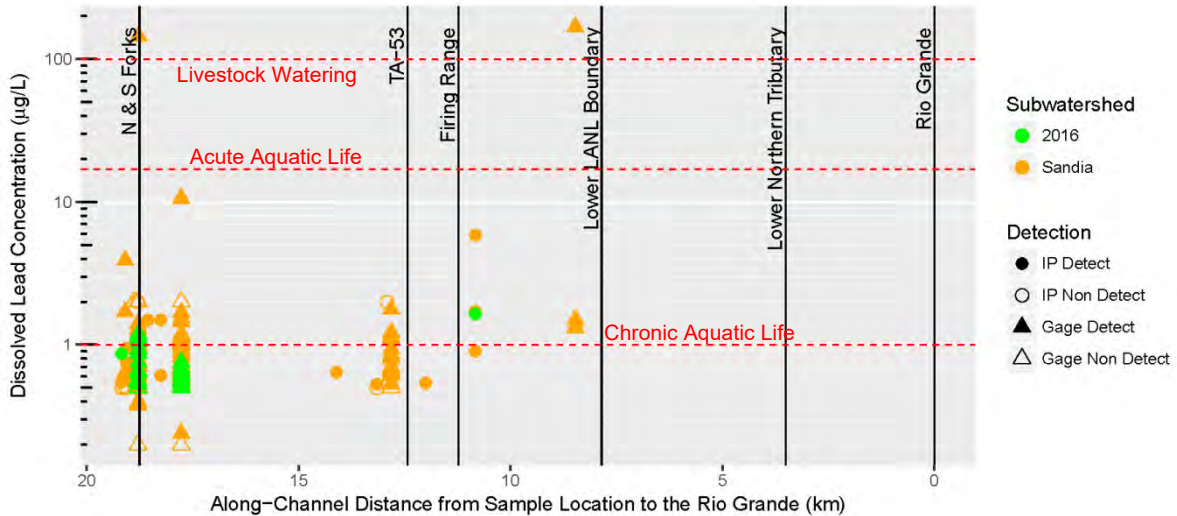 Dissolved Lead Concentration (µg/L)
100
10
1
N & S Forks
TA−53
Firing Range
Lower LANL Boundary
Lower Northern Tributary
Rio Grande
Livestock Watering
Acute Aquatic Life
Chronic Aquatic Life
20
15
10
5
0
Along−Channel Distance from Sample Location to the Rio Grande (km)
Subwatershed
2016
Sandia
Detection
IP Detect
IP Non Detect
Gage Detect
Gage Non Detect